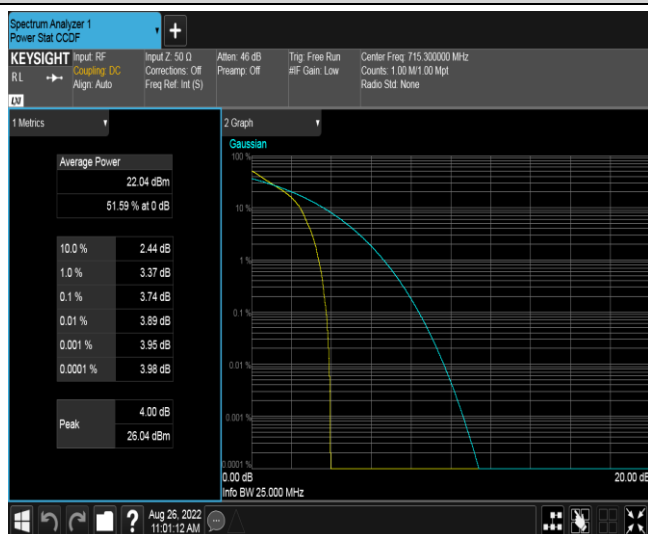 Spectrum Analyzer 1
Power Stat CCDF
+
KEYSIGHT
RL
LXI
Input: RF
Coupling: DC
Align: Auto
Input Z: 50 Ω
Corrections: Off
Freq Ref: Int (S)
Atten: 46 dB
Preamp: Off
Trig: Free Run
#IF Gain: Low
Center Freq: 715.300000 MHz
Counts: 1.00 M/1.00 Mpt
Radio Std: None
1 Metrics
Average Power
22.04 dBm
51.59 % at 0 dB
10.0 % 2.44 dB
1.0 % 3.37 dB
0.1 % 3.74 dB
0.01 % 3.89 dB
0.001 % 3.95 dB
0.0001 % 3.98 dB
Peak
4.00 dB
26.04 dBm
2 Graph
Gaussian
100 %
10 %
1 %
0.1 %
0.01 %
0.001 %
0.0001 %
0.00 dB 20.00 dB
Info BW 25.000 MHz
?
Aug 26, 2022
11:01:12 AM